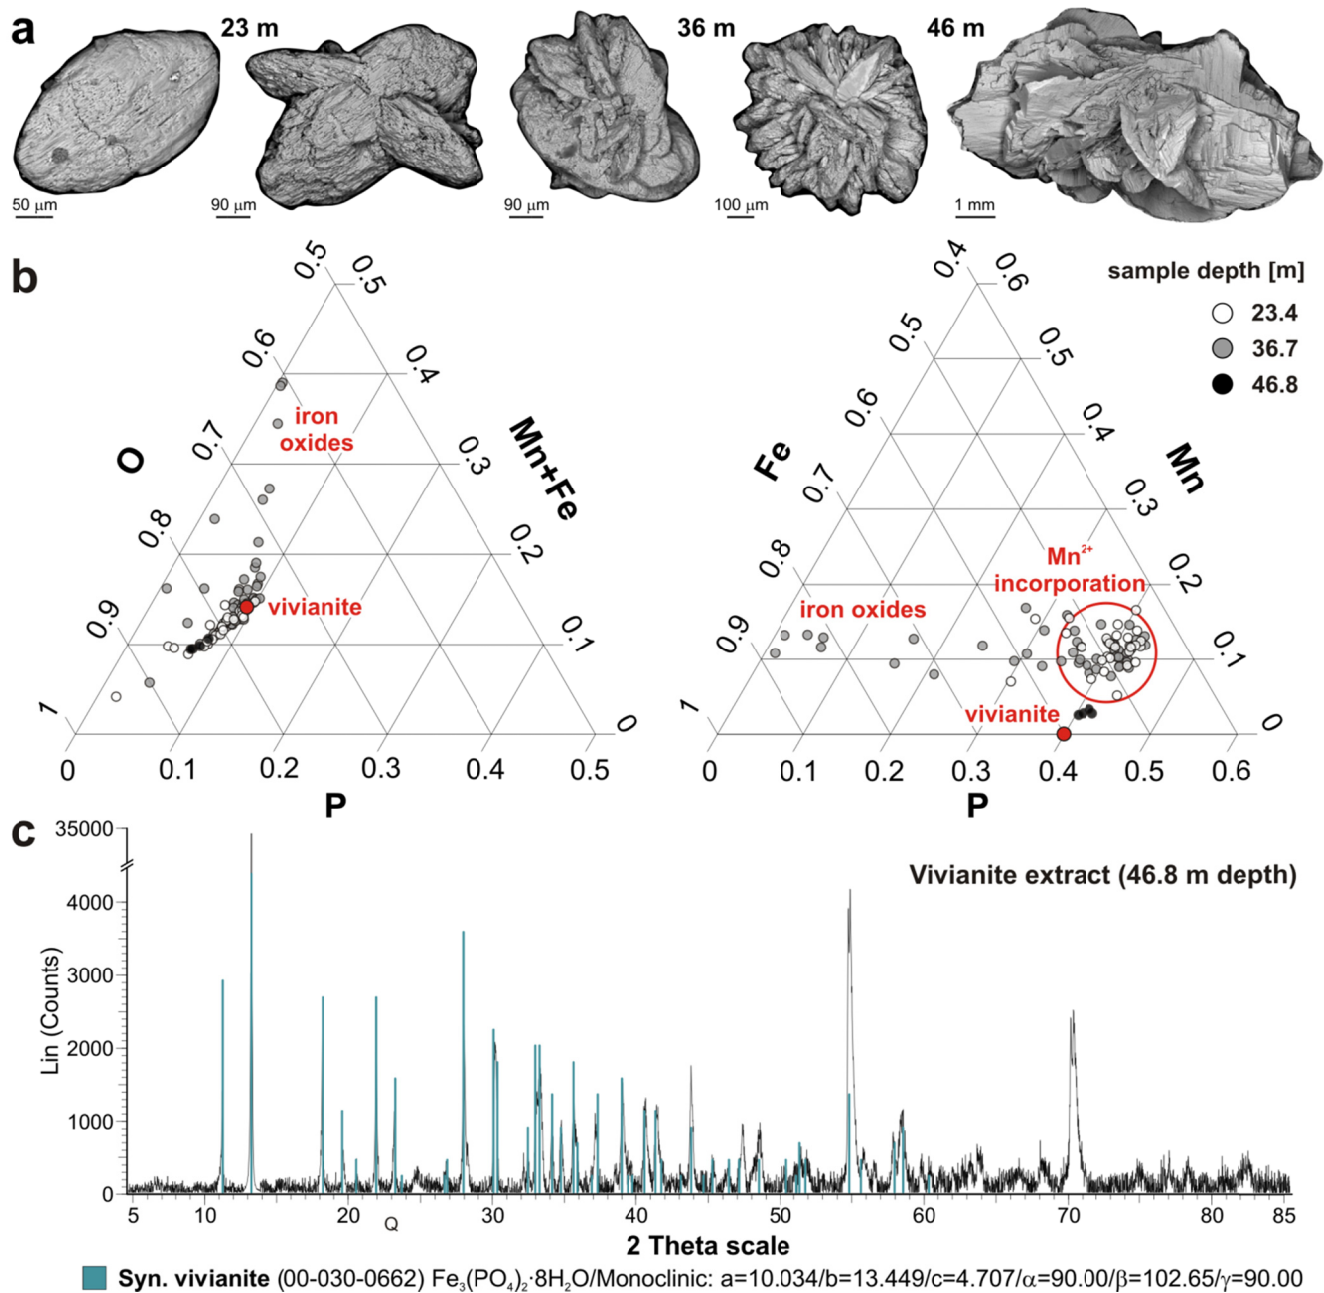 a
23 m
36 m
46 m
50 µm
90 µm
90 µm
100 µm
1 mm
b
sample depth [m]
23.4
36.7
46.8
0.5
0.5
0.6
0.4
0.7
0.3
0.8
0.2
0.9
0.1
1
0
O
Mn+Fe
iron
oxides
vivianite
0
0.1
0.2
0.3
0.4
0.5
P
0.4
0.6
0.5
0.5
0.6
0.4
0.7
0.3
0.8
0.2
0.9
0.1
1
0
Fe
Mn
Mn²⁺
incorporation
iron oxides
vivianite
0
0.1
0.2
0.3
0.4
0.5
0.6
P
c
Vivianite extract (46.8 m depth)
Lin (Counts)
35000
4000
3000
2000
1000
0
5 10 20 30 40 50 60 70 80 85
Q
2 Theta scale
Syn. vivianite (00-030-0662) Fe₃(PO₄)₂·8H₂O/Monoclinic: a=10.034/b=13.449/c=4.707/α=90.00/β=102.65/γ=90.00